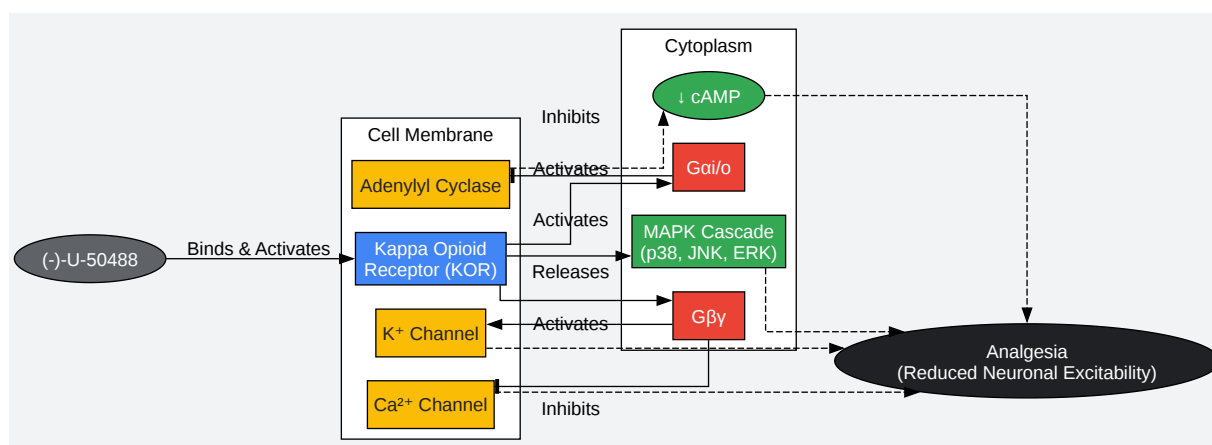 Cytoplasm
↓ cAMP
Inhibits
Cell Membrane
Activates
Gαi/o
Adenylyl Cyclase
Activates
MAPK Cascade
(p38, JNK, ERK)
Binds & Activates
Kappa Opioid
Receptor (KOR)
(-)-U-50488
Releases
Gβγ
K⁺ Channel
Activates
Analgesia
(Reduced Neuronal Excitability)
Ca²⁺ Channel
Inhibits